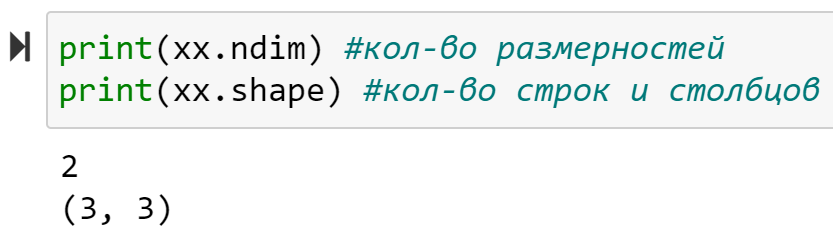 print(xx.ndim) #кол-во размерностей
print(xx.shape) #кол-во строк и столбцов
2
(3, 3)